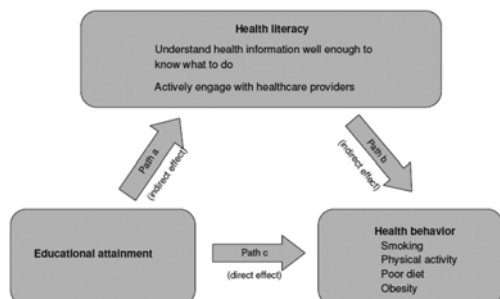 Health literacy
Understand health information well enough to
know what to do
Actively engage with healthcare providers
Path a
(indirect effect)
Path b
(indirect effect)
Educational attainment
Path c
(direct effect)
Health behavior
Smoking
Physical activity
Poor diet
Obesity